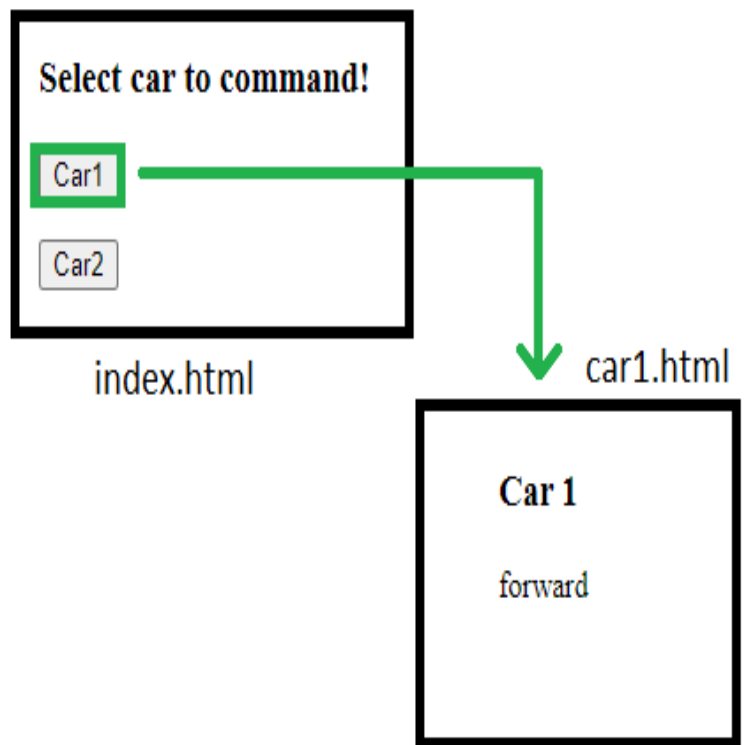 Select car to command!
Car1
Car2
index.html
car1.html
Car 1
forward